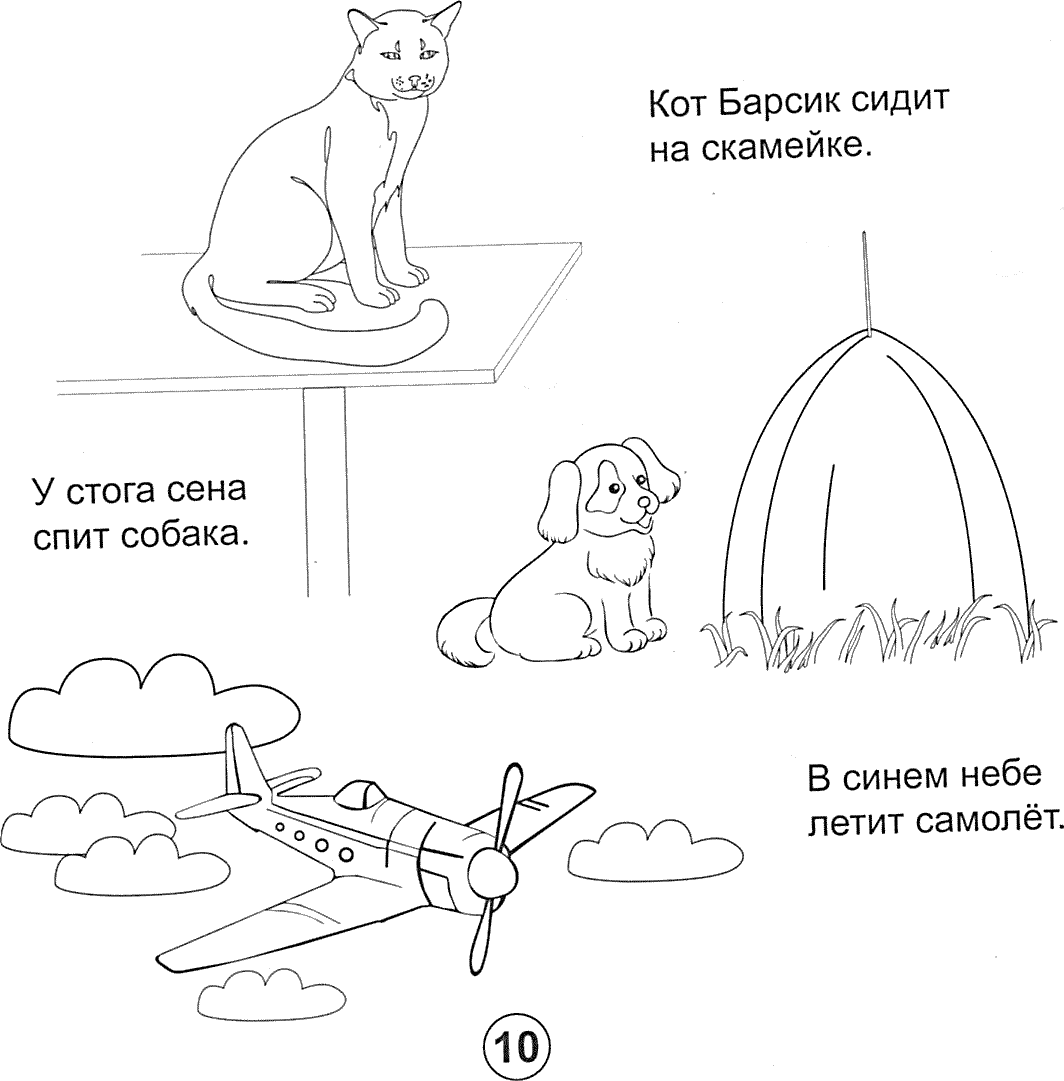 Кот Барсик сидит
на скамейке.
У стога сена
спит собака.
В синем небе
летит самолёт.
10